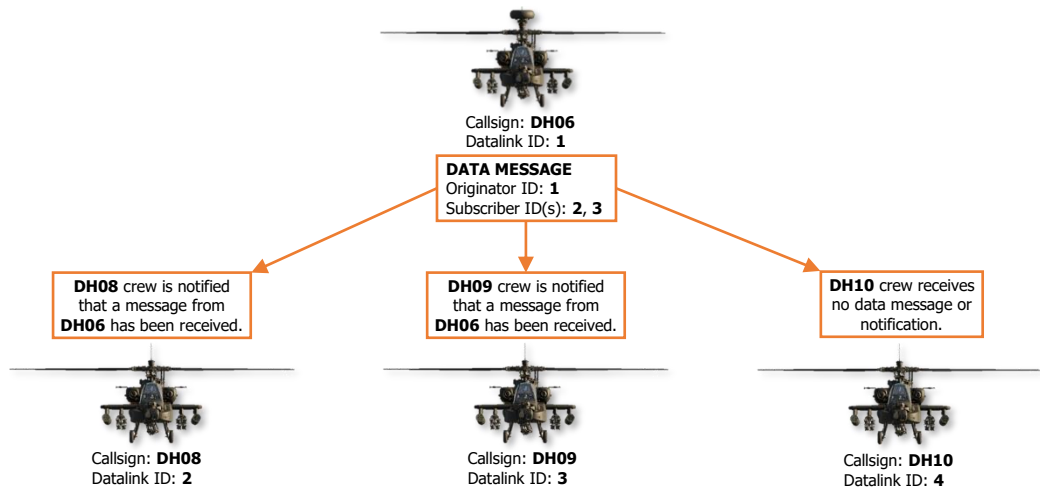 Callsign: DH06
Datalink ID: 1
DATA MESSAGE
Originator ID: 1
Subscriber ID(s): 2, 3
DH08 crew is notified
that a message from
DH06 has been received.
DH09 crew is notified
that a message from
DH06 has been received.
DH10 crew receives
no data message or
notification.
Callsign: DH08
Datalink ID: 2
Callsign: DH09
Datalink ID: 3
Callsign: DH10
Datalink ID: 4